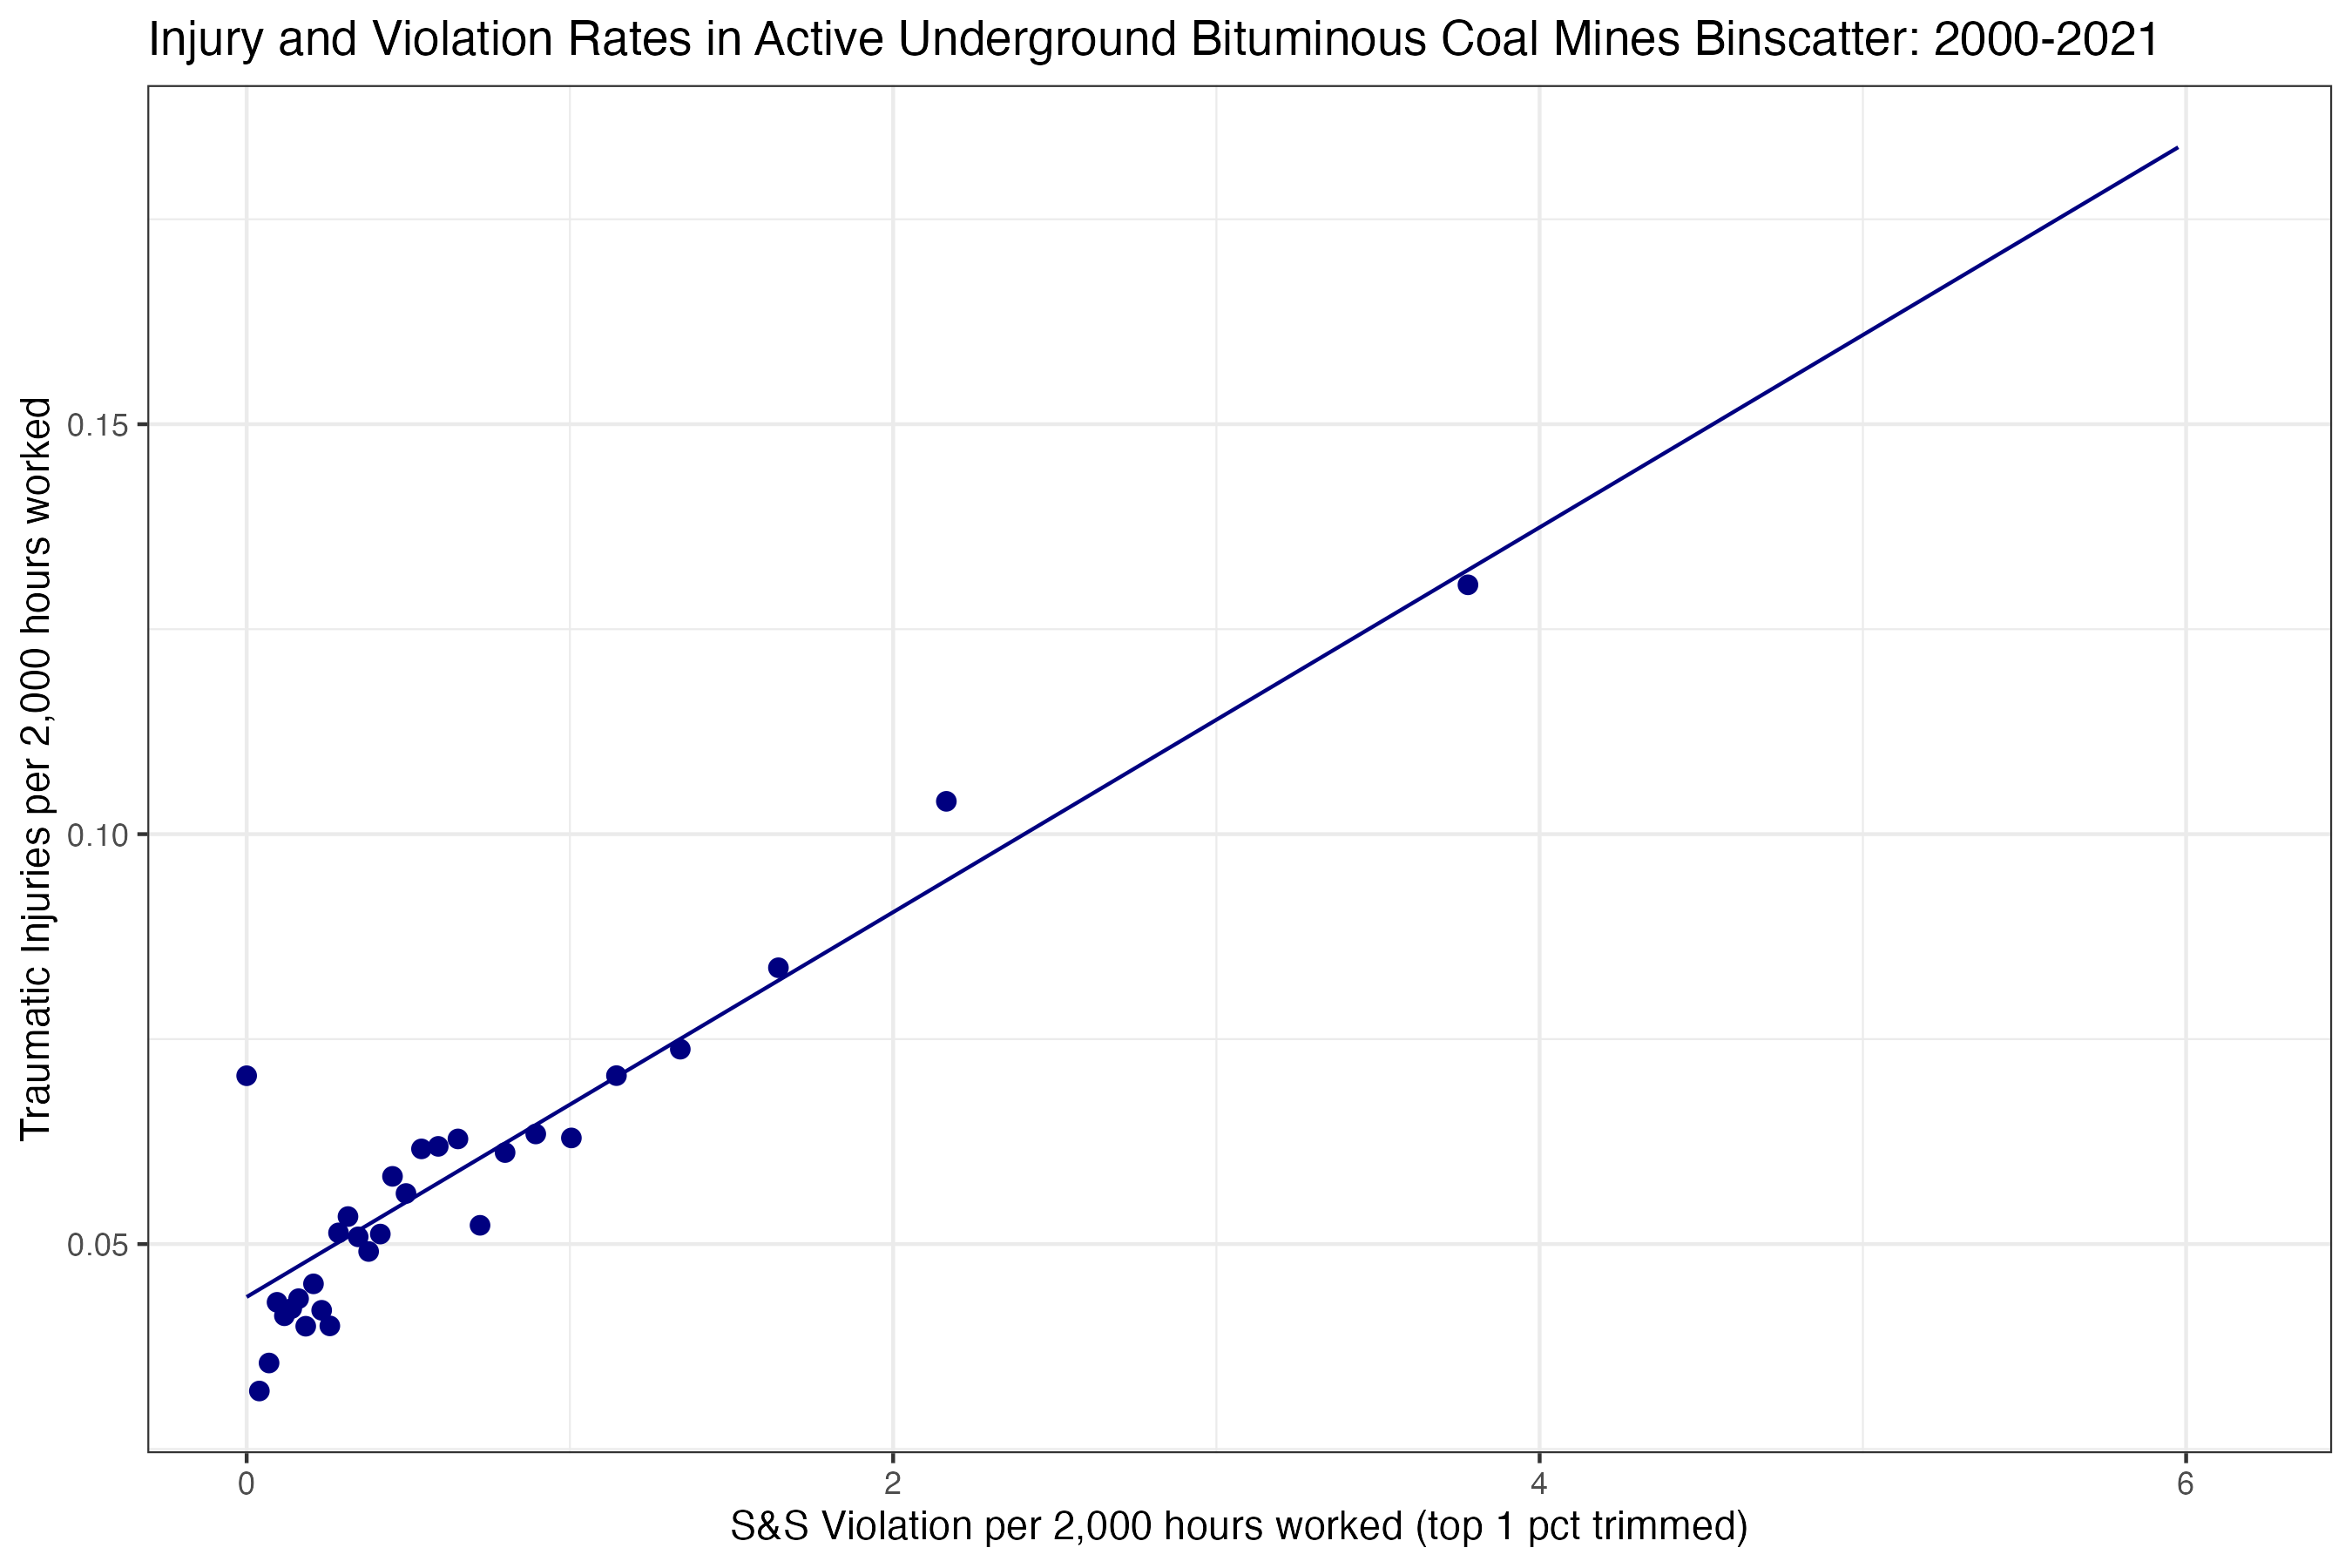 Injury and Violation Rates in Active Underground Bituminous Coal Mines Binscatter: 2000-2021
Traumatic Injuries per 2,000 hours worked
0.15
0.10
0.05
0
2
4
6
S&S Violation per 2,000 hours worked (top 1 pct trimmed)